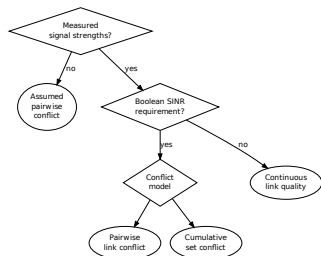 Measured
signal strengths?
no
yes
Assumed
pairwise
conflict
Boolean SINR
requirement?
yes
no
Conflict
model
Continuous
link quality
Pairwise
link conflict
Cumulative
set conflict